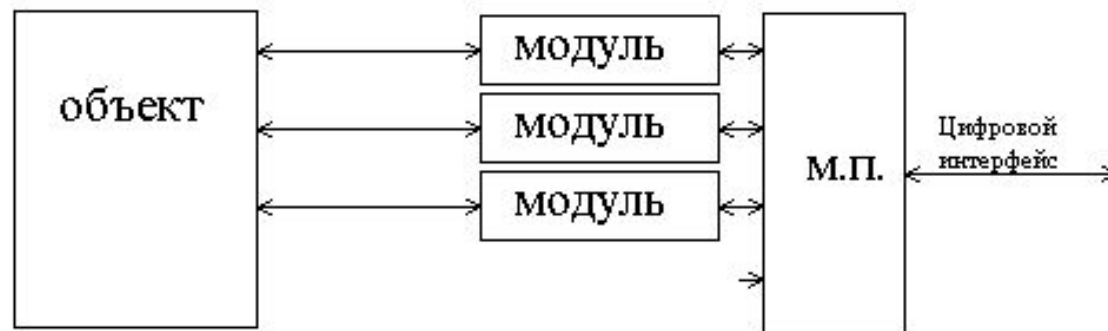 объект
модуль
модуль
модуль
М.П.
Цифровой
интерфейс